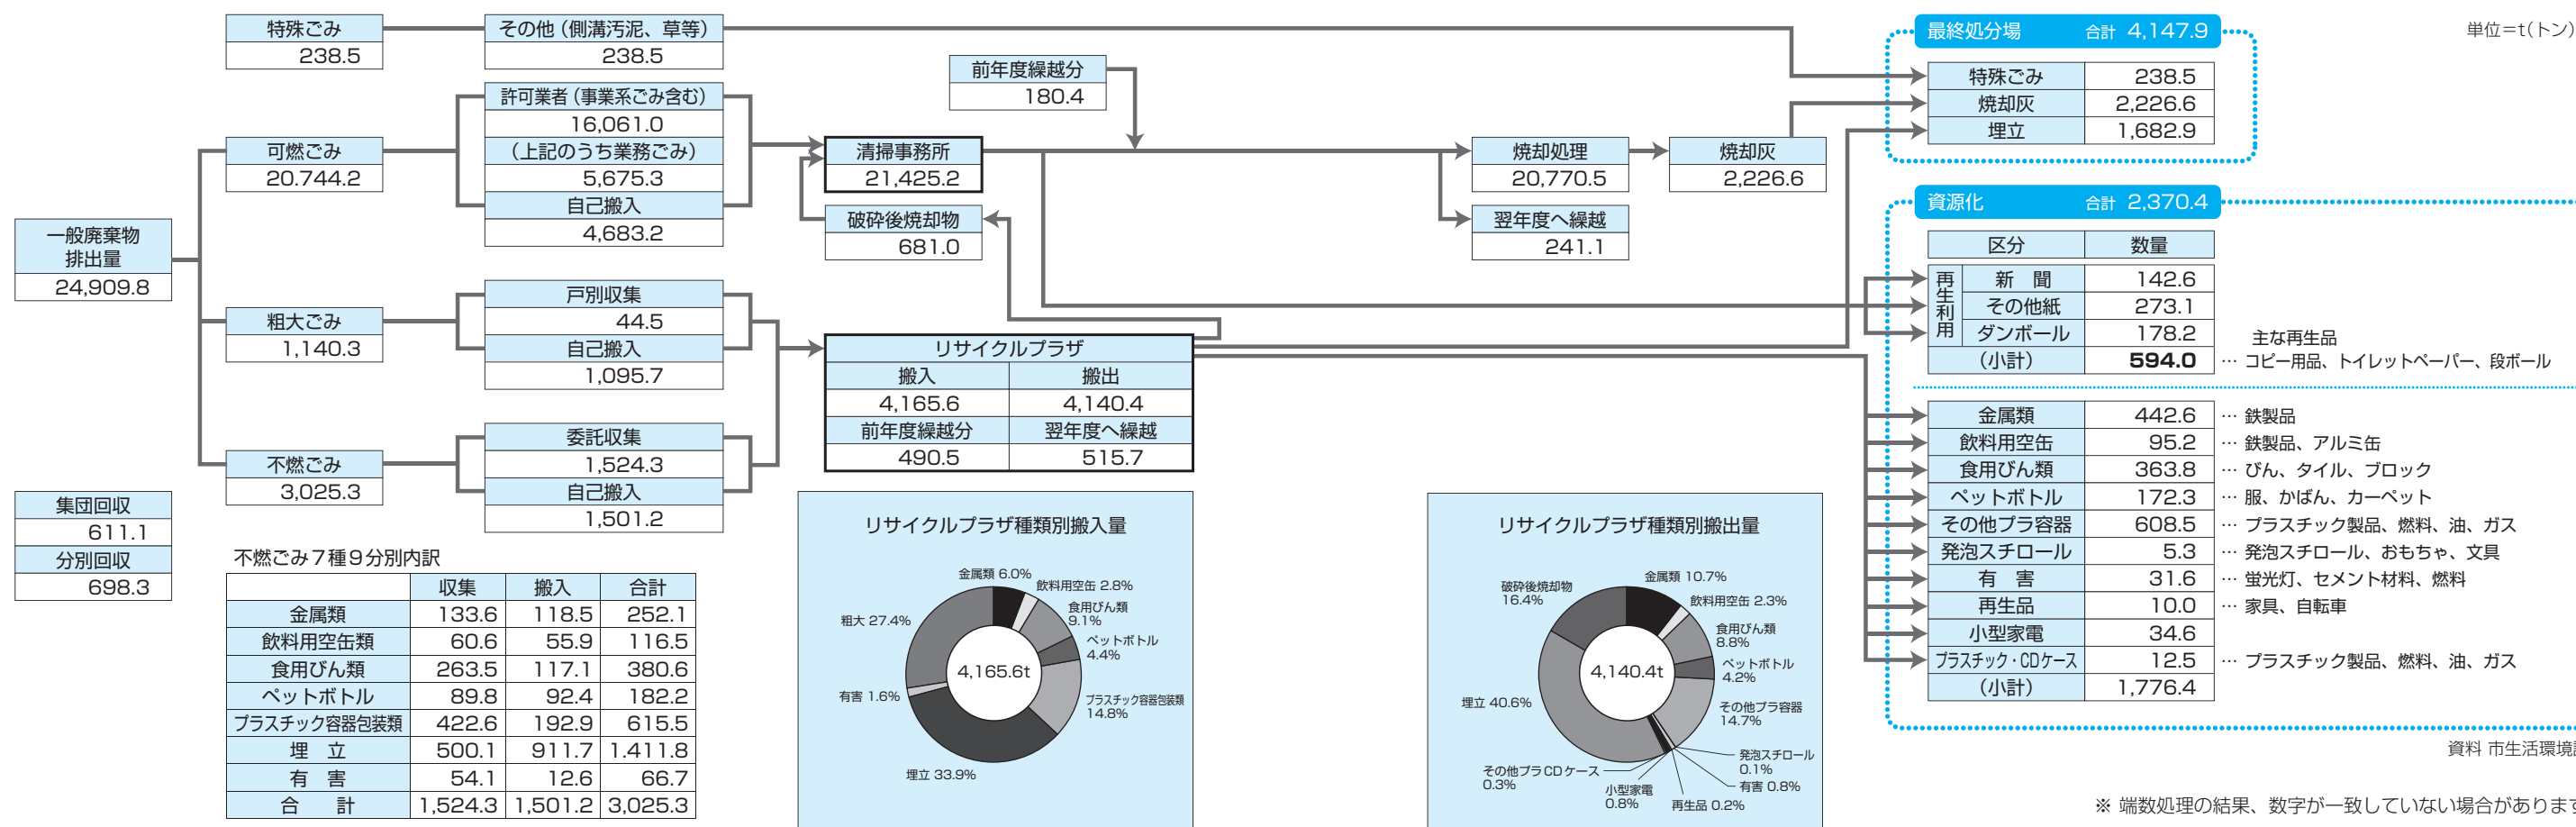 特殊ごみ
238.5
その他(側溝汚泥、草等)
238.5
可燃ごみ
20.744.2
許可業者(事業系ごみ含む)
16,061.0
(上記のうち業務ごみ)
5,675.3
自己搬入
4,683.2
一般廃棄物
排出量
24,909.8
粗大ごみ
1,140.3
戸別収集
44.5
自己搬入
1,095.7
不燃ごみ
3,025.3
委託収集
1,524.3
自己搬入
1,501.2
集団回収
611.1
分別回収
698.3
前年度繰越分
180.4
清掃事務所
21,425.2
破砕後焼却物
681.0
焼却処理
20,770.5
焼却灰
2,226.6
翌年度へ繰越
241.1
リサイクルプラザ
搬入 搬出
4,165.6 4,140.4
前年度繰越分 翌年度へ繰越
490.5 515.7
単位=t(トン)
最終処分場 合計 4,147.9
特殊ごみ 238.5
焼却灰 2,226.6
埋立 1,682.9
資源化 合計 2,370.4
区分 数量
再生利用
新 聞 142.6
その他紙 273.1
ダンボール 178.2
(小計) 594.0
主な再生品
… コピー用品、トイレットペーパー、段ボール
金属類 442.6 … 鉄製品
飲料用空缶 95.2 … 鉄製品、アルミ缶
食用びん類 363.8 … びん、タイル、ブロック
ペットボトル 172.3 … 服、かばん、カーペット
その他プラ容器 608.5 … プラスチック製品、燃料、油、ガス
発泡スチロール 5.3 … 発泡スチロール、おもちゃ、文具
有 害 31.6 … 蛍光灯、セメント材料、燃料
再生品 10.0 … 家具、自転車
小型家電 34.6
プラスチック・CDケース 12.5 … プラスチック製品、燃料、油、ガス
(小計) 1,776.4
不燃ごみ7種9分別内訳
収集 搬入 合計
金属類 133.6 118.5 252.1
飲料用空缶類 60.6 55.9 116.5
食用びん類 263.5 117.1 380.6
ペットボトル 89.8 92.4 182.2
プラスチック容器包装類 422.6 192.9 615.5
埋 立 500.1 911.7 1.411.8
有 害 54.1 12.6 66.7
合 計 1,524.3 1,501.2 3,025.3
リサイクルプラザ種類別搬入量
金属類 6.0%
飲料用空缶 2.8%
食用びん類
9.1%
ペットボトル
4.4%
プラスチック容器包装類
14.8%
埋立 33.9%
有害 1.6%
粗大 27.4%
4,165.6t
リサイクルプラザ種類別搬出量
金属類 10.7%
飲料用空缶 2.3%
食用びん類
8.8%
ペットボトル
4.2%
その他プラ容器
14.7%
発泡スチロール
0.1%
有害 0.8%
再生品 0.2%
小型家電
0.8%
その他プラCDケース
0.3%
埋立 40.6%
破砕後焼却物
16.4%
4,140.4t
資料 市生活環境
※ 端数処理の結果、数字が一致していない場合があります